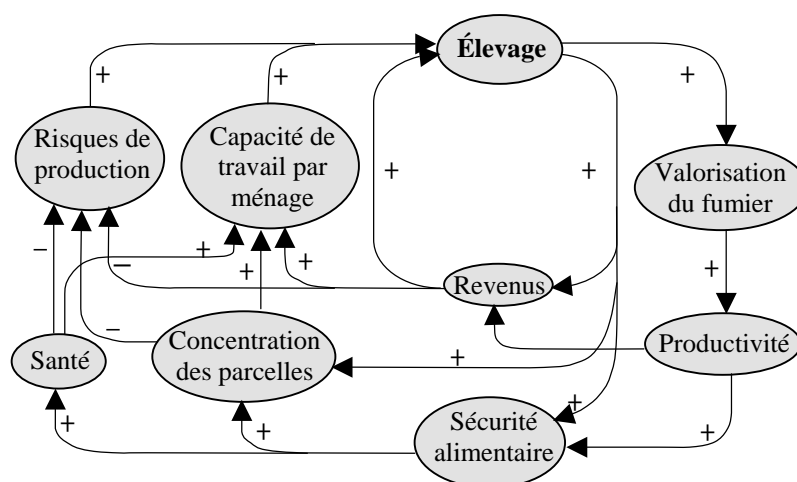 Élevage
+
+
+
Risques de
production
Capacité de
travail par
ménage
+
+
Valorisation
du fumier
–
+
–
+
+
+
Revenus
–
Santé
Concentration
des parcelles
+
Productivité
+
+
+
Sécurité
alimentaire
+